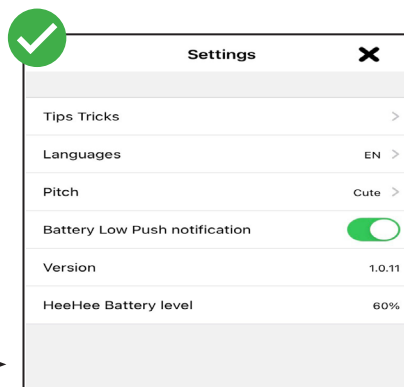 Settings
Tips Tricks
Languages EN
Pitch Cute
Battery Low Push notification
Version 1.0.11
HeeHee Battery level 60%